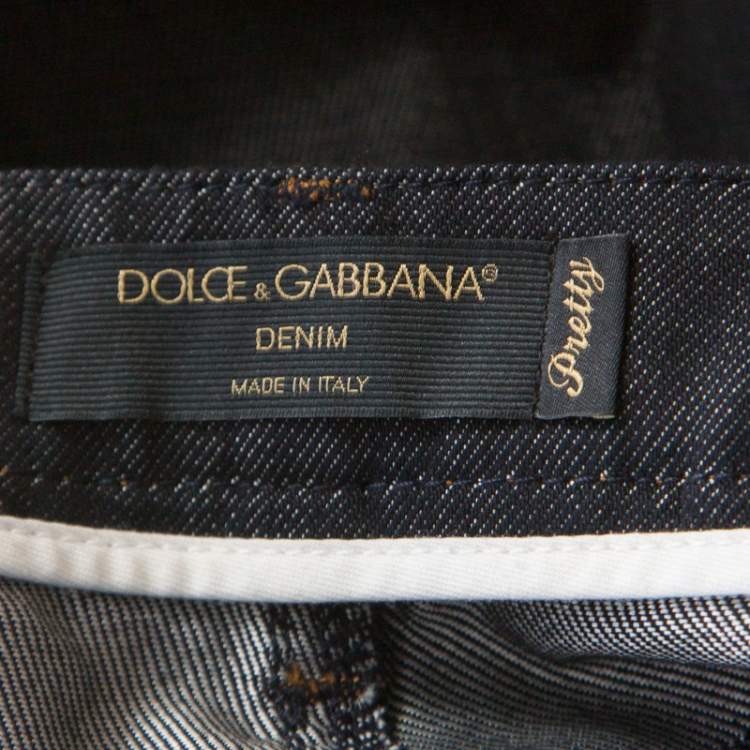 DOLCE & GABBANA®
DENIM
MADE IN ITALY
Pretty